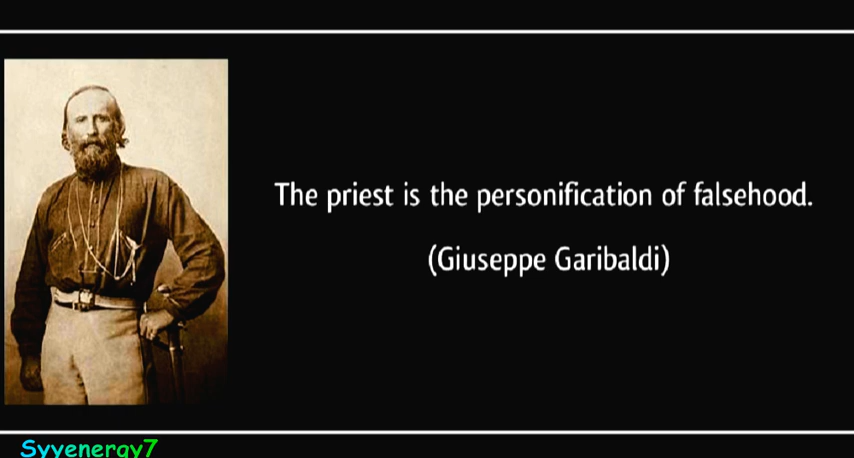 The priest is the personification of falsehood.
(Giuseppe Garibaldi)
Syyenergy7